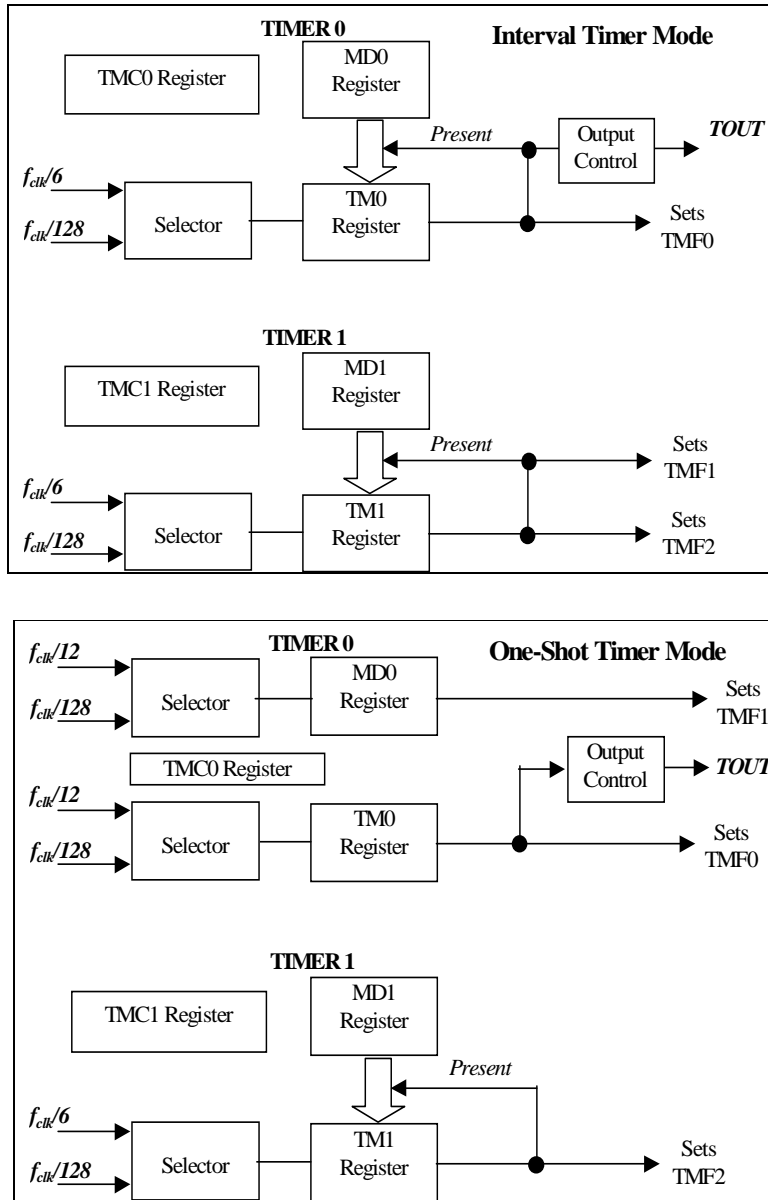 TIMER 0
Interval Timer Mode
TMC0 Register
MD0
Register
Present
Output
Control
TOUT
fclk/6
fclk/128
Selector
TM0
Register
Sets
TMF0
TIMER 1
TMC1 Register
MD1
Register
Present
Sets
TMF1
fclk/6
fclk/128
Selector
TM1
Register
Sets
TMF2
TIMER 0
One-Shot Timer Mode
fclk/12
fclk/128
Selector
MD0
Register
Sets
TMF1
TMC0 Register
Output
Control
TOUT
fclk/12
fclk/128
Selector
TM0
Register
Sets
TMF0
TIMER 1
TMC1 Register
MD1
Register
Present
fclk/6
fclk/128
Selector
TM1
Register
Sets
TMF2